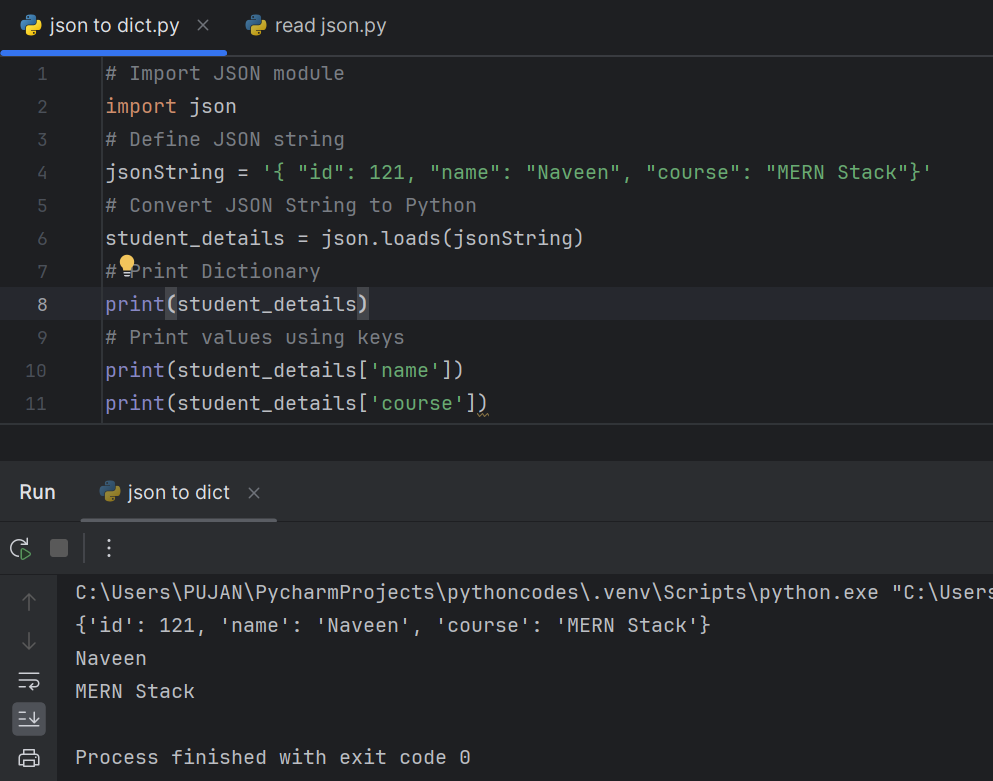 json to dict.py
read json.py
1 # Import JSON module
2 import json
3 # Define JSON string
4 jsonString = '{ "id": 121, "name": "Naveen", "course": "MERN Stack"}'
5 # Convert JSON String to Python
6 student_details = json.loads(jsonString)
7 # Print Dictionary
8 print(student_details)
9 # Print values using keys
10 print(student_details['name'])
11 print(student_details['course'])
Run
json to dict
C:\Users\PUJAN\PycharmProjects\pythoncodes\.venv\Scripts\python.exe "C:\Users
{'id': 121, 'name': 'Naveen', 'course': 'MERN Stack'}
Naveen
MERN Stack
Process finished with exit code 0